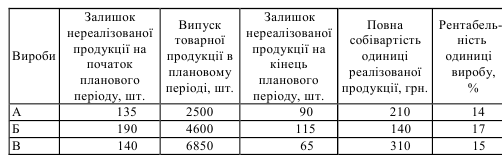 Вироби
Залишок
нереалізованої
продукції на
початок
планового
періоду, шт.
Випуск
товарної
продукції в
плановому
періоді, шт.
Залишок
нереалізованої
продукції на
кінець
планового
періоду, шт.
Повна
собівартість
одиниці
реалізованої
продукції, грн.
Рентабель-
ність
одиниці
виробу,
%
А 135 2500 90 210 14
Б 190 4600 115 140 17
В 140 6850 65 310 15